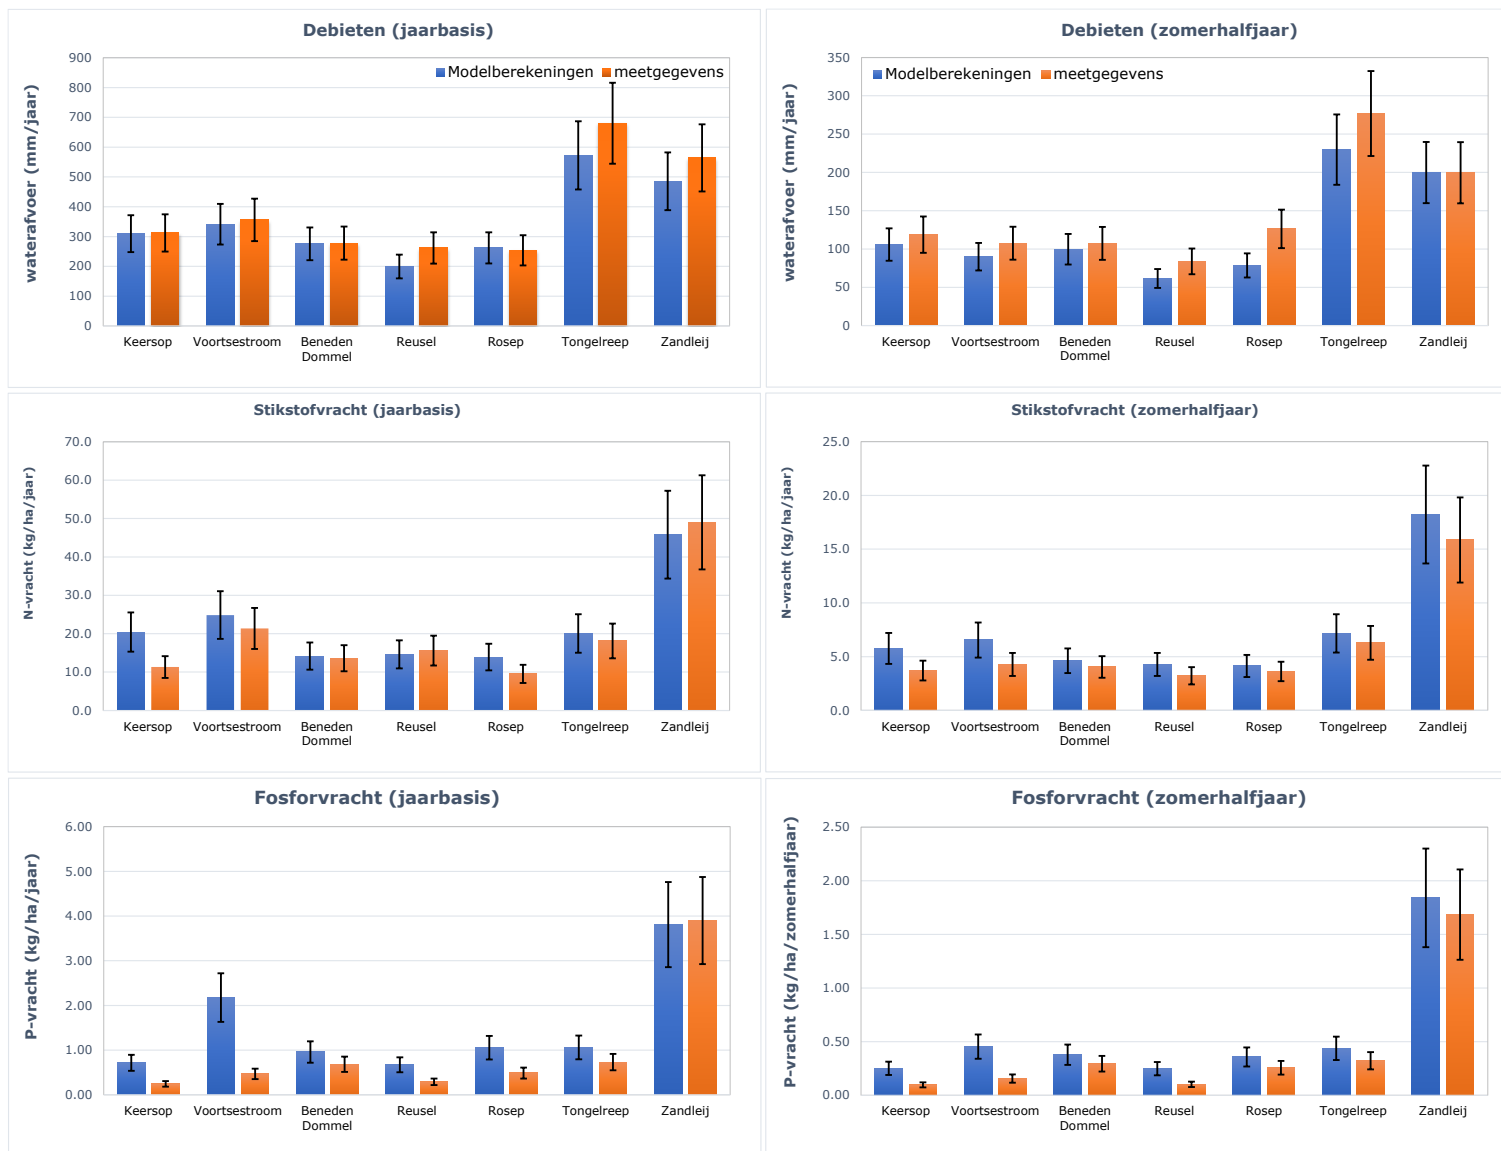 Debieten (jaarbasis)
waterafvoer (mm/jaar)
900
800
700
600
500
400
300
200
100
0
Modelberekeningen meetgegevens
Keersop Voortsestroom Beneden Dommel Reusel Rosep Tongelreep Zandleij
Debieten (zomerhalfjaar)
waterafvoer (mm/jaar)
350
300
250
200
150
100
50
0
Modelberekeningen meetgegevens
Keersop Voortsestroom Beneden Dommel Reusel Rosep Tongelreep Zandleij
Stikstofvracht (jaarbasis)
N-vracht (kg/ha/jaar)
70.0
60.0
50.0
40.0
30.0
20.0
10.0
0.0
Keersop Voortsestroom Beneden Dommel Reusel Rosep Tongelreep Zandleij
Stikstofvracht (zomerhalfjaar)
N-vracht (kg/ha/jaar)
25.0
20.0
15.0
10.0
5.0
0.0
Keersop Voortsestroom Beneden Dommel Reusel Rosep Tongelreep Zandleij
Fosforvracht (jaarbasis)
P-vracht (kg/ha/jaar)
6.00
5.00
4.00
3.00
2.00
1.00
0.00
Keersop Voortsestroom Beneden Dommel Reusel Rosep Tongelreep Zandleij
Fosforvracht (zomerhalfjaar)
P-vracht (kg/ha/zomerhalfjaar)
2.50
2.00
1.50
1.00
0.50
0.00
Keersop Voortsestroom Beneden Dommel Reusel Rosep Tongelreep Zandleij